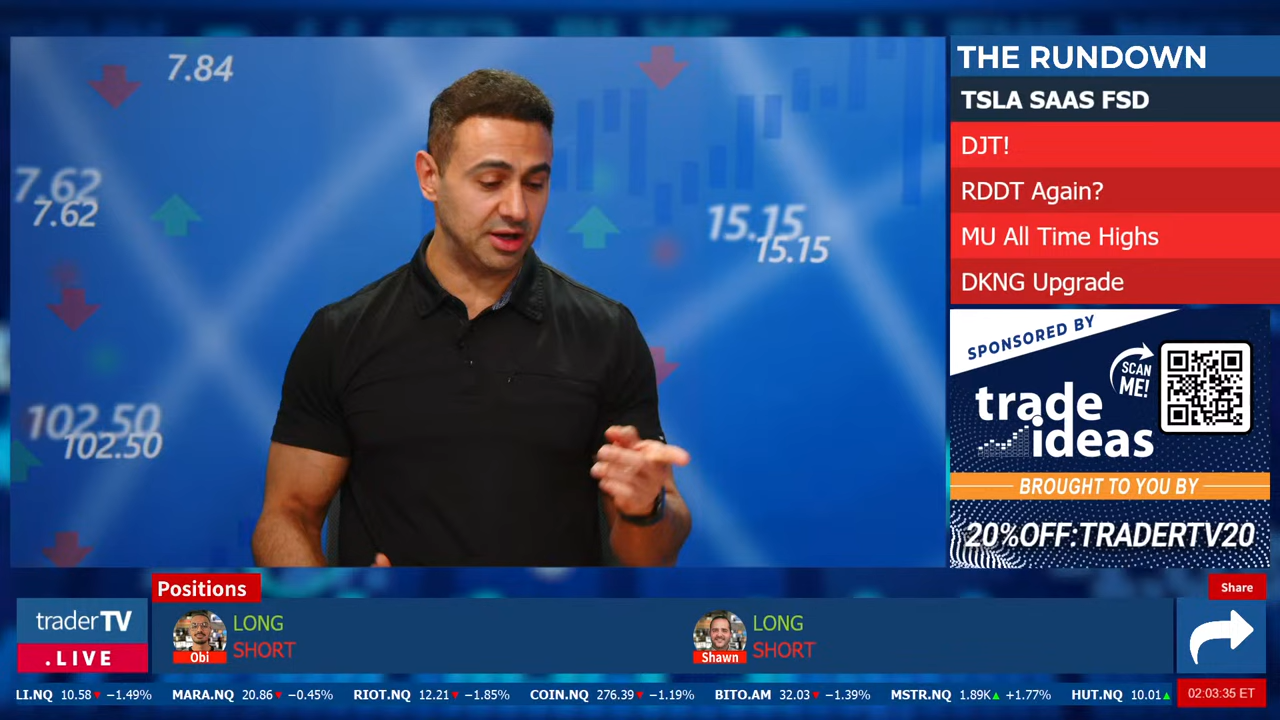 7.84
7.62
7.62
15.15
15.15
102.50
102.50
THE RUNDOWN
TSLA SAAS FSD
DJT!
RDDT Again?
MU All Time Highs
DKNG Upgrade
SPONSORED BY
SCAN
ME!
trade
ideas
BROUGHT TO YOU BY
20%OFF:TRADERTV20
Positions
Share
traderTV
.LIVE
Obi
LONG
SHORT
Shawn
LONG
SHORT
LI.NQ 10.58▼ −1.49% MARA.NQ 20.86▼ −0.45% RIOT.NQ 12.21▼ −1.85% COIN.NQ 276.39▼ −1.19% BITO.AM 32.03▼ −1.39% MSTR.NQ 1.89K▲ +1.77% HUT.NQ 10.01▲
02:03:35 ET